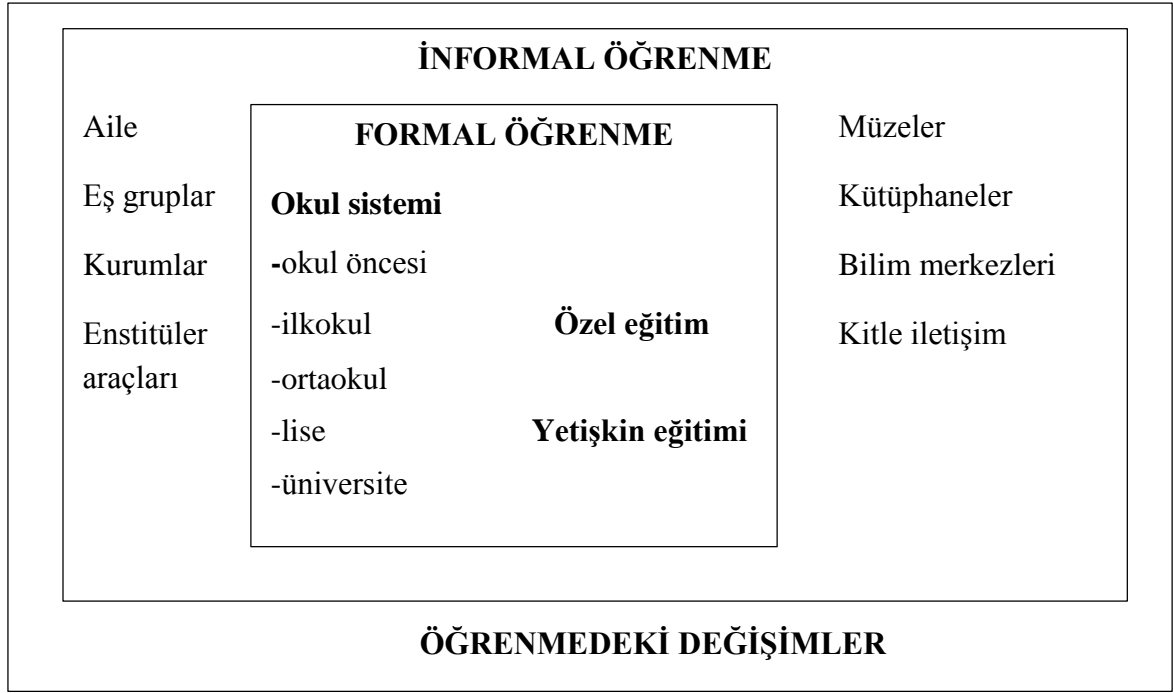 İNFORMAL ÖĞRENME
Aile
Eş gruplar
Kurumlar
Enstitüler
araçları
FORMAL ÖĞRENME
Okul sistemi
-okul öncesi
-ilkokul
Özel eğitim
-ortaokul
-lise
Yetişkin eğitimi
-üniversite
Müzeler
Kütüphaneler
Bilim merkezleri
Kitle iletişim
ÖĞRENMEDEKİ DEĞİŞİMLER